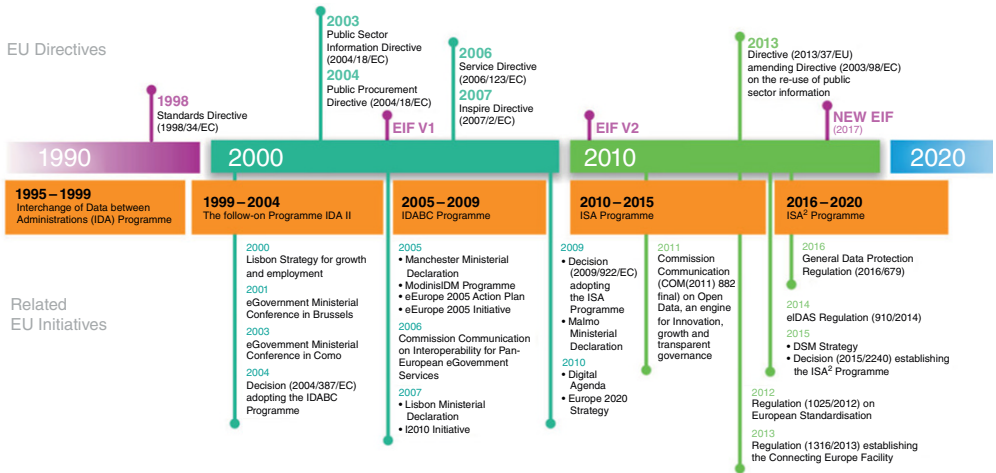 EU Directives
1998
Standards Directive
(1998/34/EC)
2003
Public Sector
Information Directive
(2004/18/EC)
2004
Public Procurement
Directive (2004/18/EC)
EIF V1
2006
Service Directive
(2006/123/EC)
2007
Inspire Directive
(2007/2/EC)
EIF V2
2013
Directive (2013/37/EU)
amending Directive (2003/98/EC)
on the re-use of public
sector information
NEW EIF
(2017)
1990
2000
2010
2020
1995 – 1999
Interchange of Data between
Administrations (IDA) Programme
1999 – 2004
The follow-on Programme IDA II
2005 – 2009
IDABC Programme
2010 – 2015
ISA Programme
2016 – 2020
ISA² Programme
Related
EU Initiatives
2000
Lisbon Strategy for growth
and employment
2001
eGovernment Ministerial
Conference in Brussels
2003
eGovernment Ministerial
Conference in Como
2004
Decision (2004/387/EC)
adopting the IDABC
Programme
2005
• Manchester Ministerial
Declaration
• ModinisIDM Programme
• eEurope 2005 Action Plan
• eEurope 2005 Initiative
2006
Commission Communication
on Interoperability for Pan-
European eGovernment
Services
2007
• Lisbon Ministerial
Declaration
• I2010 Initiative
2009
• Decision
(2009/922/EC)
adopting
the ISA
Programme
• Malmo
Ministerial
Declaration
2010
• Digital
Agenda
• Europe 2020
Strategy
2011
Commission
Communication
(COM(2011) 882
final) on Open
Data, an engine
for Innovation,
growth and
transparent
governance
2016
General Data Protection
Regulation (2016/679)
2014
eIDAS Regulation (910/2014)
2015
• DSM Strategy
• Decision (2015/2240) establishing
the ISA² Programme
2012
Regulation (1025/2012) on
European Standardisation
2013
Regulation (1316/2013) establishing
the Connecting Europe Facility